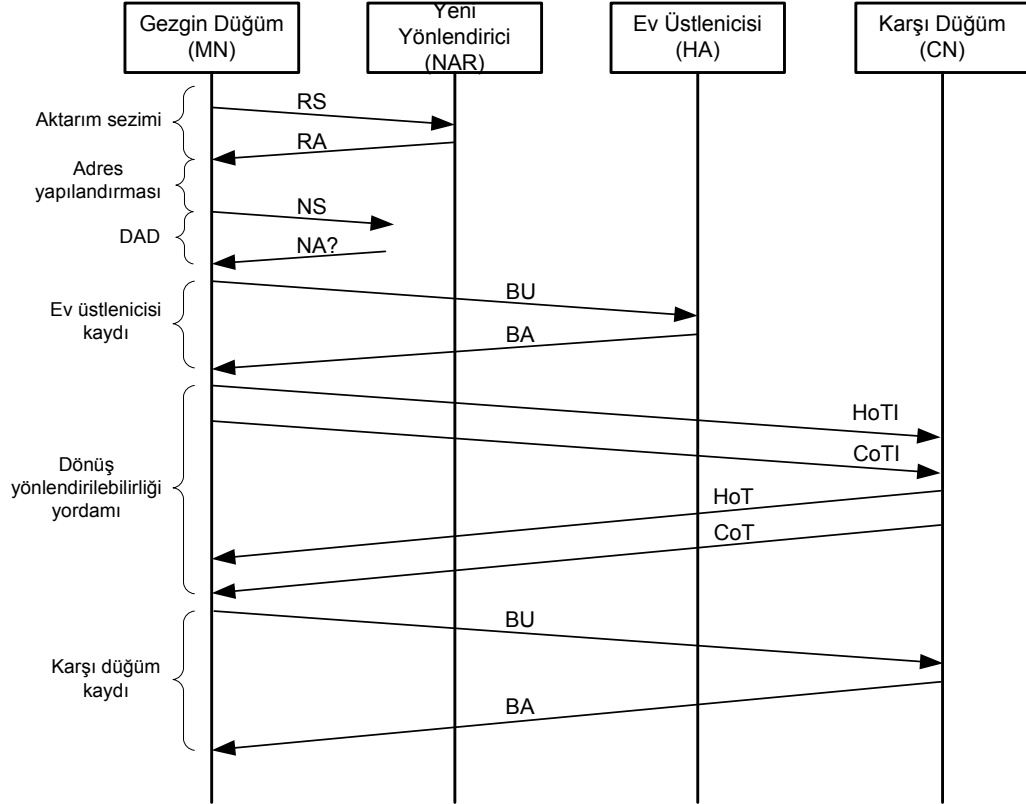 Gezgin Düğüm
(MN)
Yeni
Yönlendirici
(NAR)
Ev Üstlenicisi
(HA)
Karşı Düğüm
(CN)
Aktarım sezimi
RS
RA
Adres
yapılandırması
DAD
NS
NA?
Ev üstlenicisi
kaydı
BU
BA
Dönüş
yönlendirilebilirliği
yordamı
HoTI
CoTI
HoT
CoT
Karşı düğüm
kaydı
BU
BA